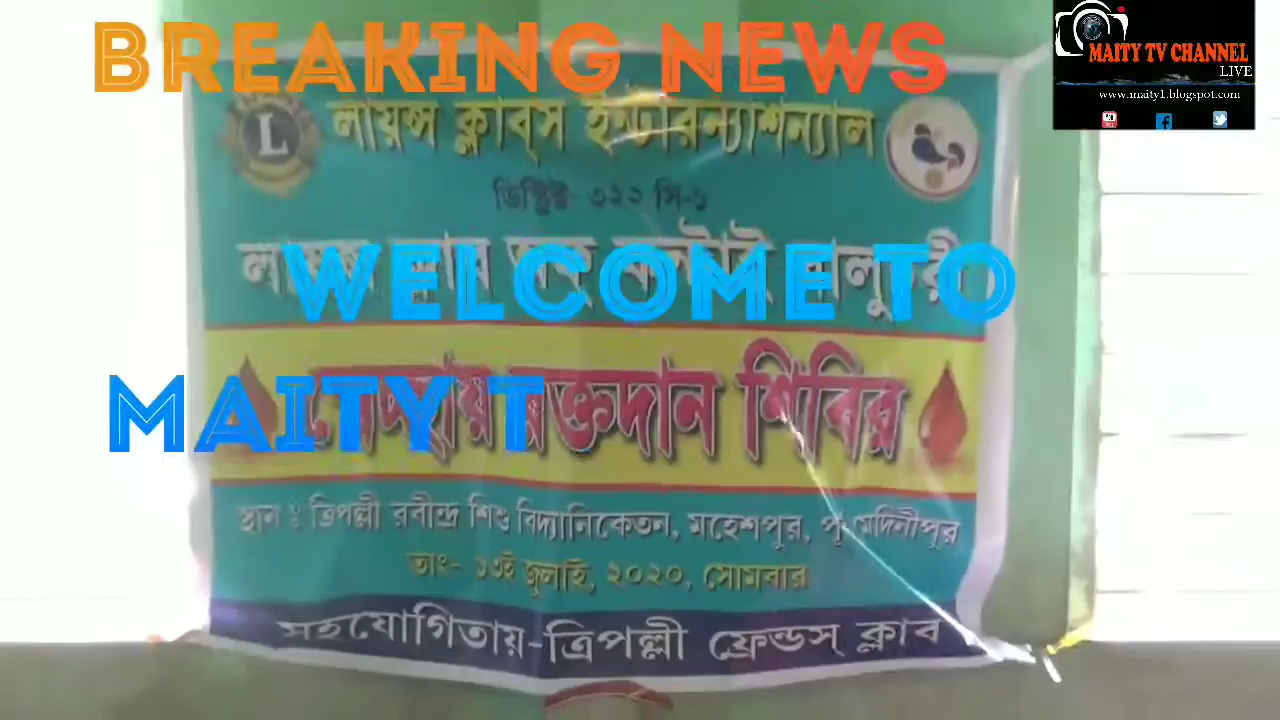 BREAKING NEWS
MAITY TV CHANNEL
LIVE
www.maity1.blogspot.com
L
লায়ন্স ক্লাব্স ইন্টারন্যাশন্যাল
ডিস্ট্রিক্ট- ৩২২ সি-১
WELCOME TO
MAITY T
রক্তদান শিবির
স্থান ঃ ত্রিপল্লী রবীন্দ্র শিশু বিদ্যানিকেতন, মহেশপুর, পূঃ মেদিনীপুর
তাং- ১৩ই জুলাই, ২০২০, সোমবার
সহযোগিতায়-ত্রিপল্লী ফ্রেন্ডস্ ক্লাব